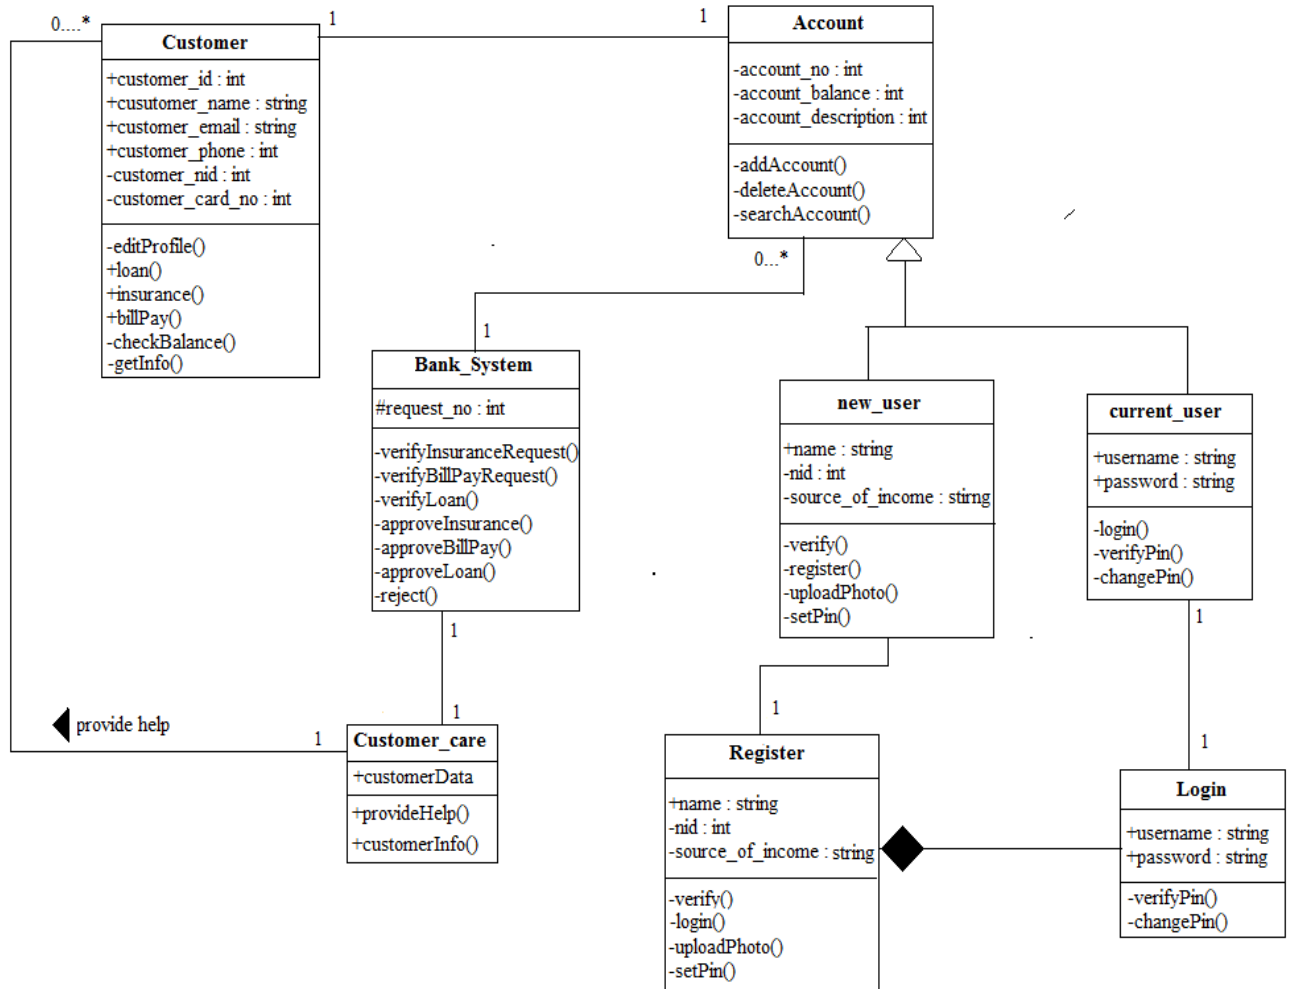 0....*
1
1
Customer
+customer_id : int
+cusutomer_name : string
+customer_email : string
+customer_phone : int
-customer_nid : int
-customer_card_no : int
-editProfile()
+loan()
+insurance()
+billPay()
-checkBalance()
-getInfo()
Account
-account_no : int
-account_balance : int
-account_description : int
-addAccount()
-deleteAccount()
-searchAccount()
0...*
1
Bank_System
#request_no : int
-verifyInsuranceRequest()
-verifyBillPayRequest()
-verifyLoan()
-approveInsurance()
-approveBillPay()
-approveLoan()
-reject()
new_user
+name : string
-nid : int
-source_of_income : stirng
-verify()
-register()
-uploadPhoto()
-setPin()
current_user
+username : string
+password : string
-login()
-verifyPin()
-changePin()
1
1
provide help
1
1
Customer_care
+customerData
+provideHelp()
+customerInfo()
1
Register
+name : string
-nid : int
-source_of_income : string
-verify()
-login()
-uploadPhoto()
-setPin()
1
Login
+username : string
+password : string
-verifyPin()
-changePin()